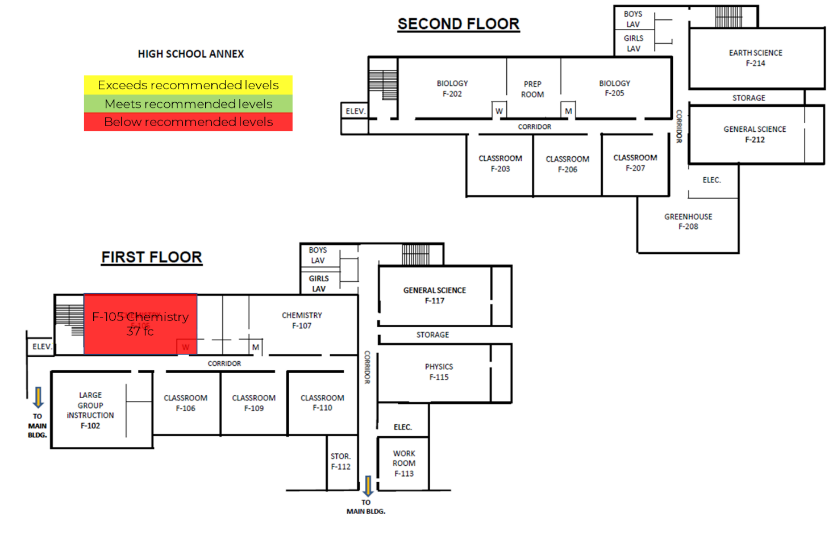 SECOND FLOOR
BOYS
LAV
GIRLS
LAV
EARTH SCIENCE
F-214
STORAGE
GENERAL SCIENCE
F-212
CORRIDOR
ELEC.
GREENHOUSE
F-208
BIOLOGY
F-202
PREP
ROOM
BIOLOGY
F-205
W
M
ELEV.
CORRIDOR
CLASSROOM
F-203
CLASSROOM
F-206
CLASSROOM
F-207
HIGH SCHOOL ANNEX
Exceeds recommended levels
Meets recommended levels
Below recommended levels
FIRST FLOOR
BOYS
LAV
GIRLS
LAV
GENERAL SCIENCE
F-117
STORAGE
PHYSICS
F-115
F-105 Chemistry
37 fc
CHEMISTRY
F-107
W
M
ELEV.
CORRIDOR
CORRIDOR
LARGE
GROUP
iNSTRUCTION
F-102
CLASSROOM
F-106
CLASSROOM
F-109
CLASSROOM
F-110
TO
MAIN
BLDG.
ELEC.
STOR.
F-112
WORK
ROOM
F-113
TO
MAIN BLDG.